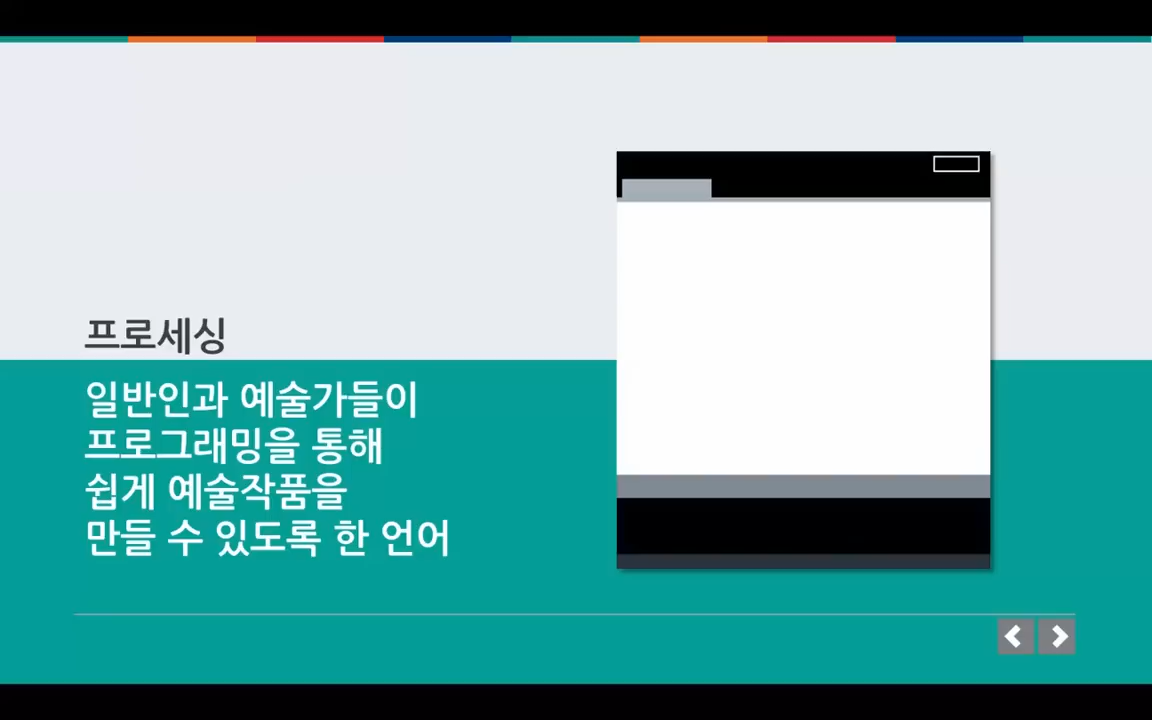 프로세싱
일반인과 예술가들이
프로그래밍을 통해
쉽게 예술작품을
만들 수 있도록 한 언어